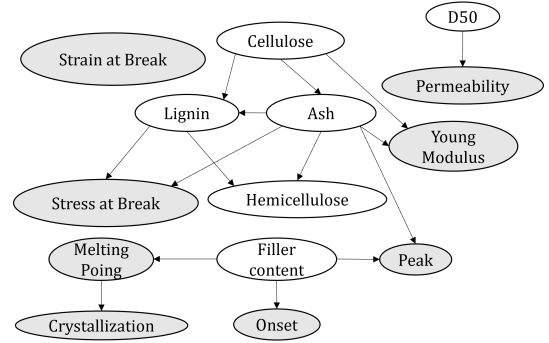 D50
Cellulose
Strain at Break
Permeability
Lignin
Ash
Young
Modulus
Stress at Break
Hemicellulose
Melting
Poing
Filler
content
Peak
Crystallization
Onset